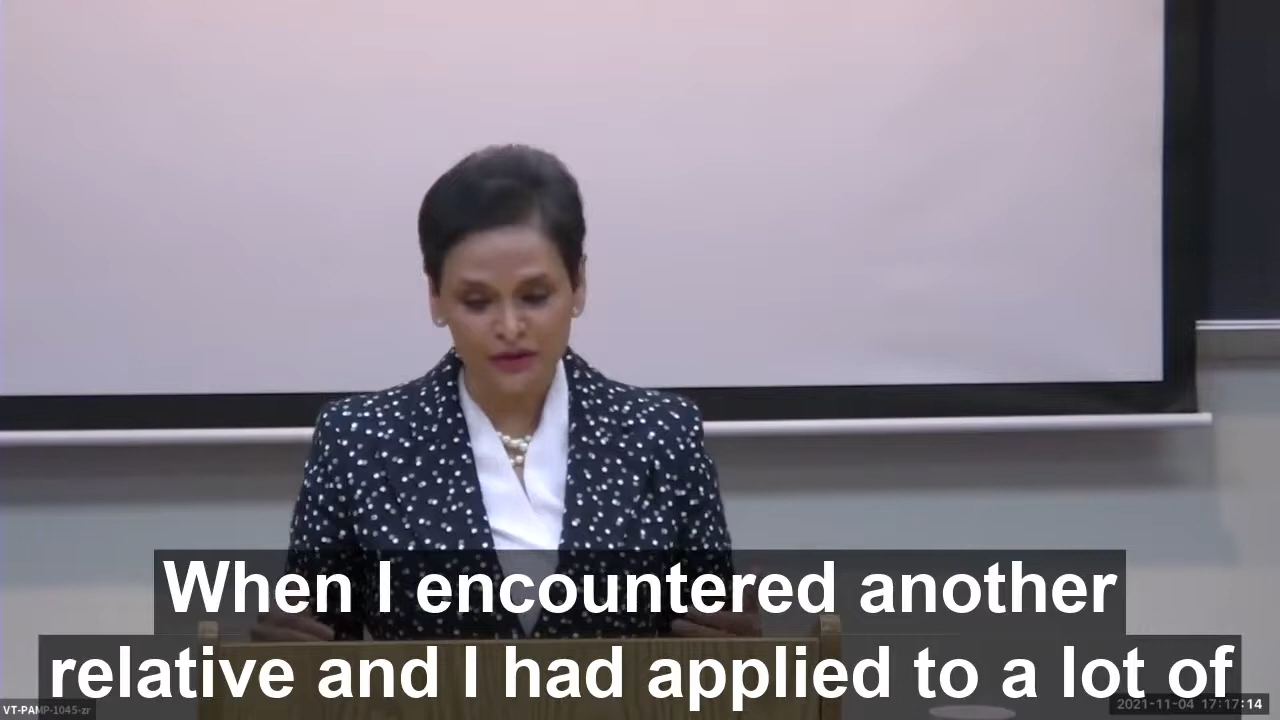 When I encountered another
relative and I had applied to a lot of
VT-PAMP-1045-zr
2021-11-04 17:17:14